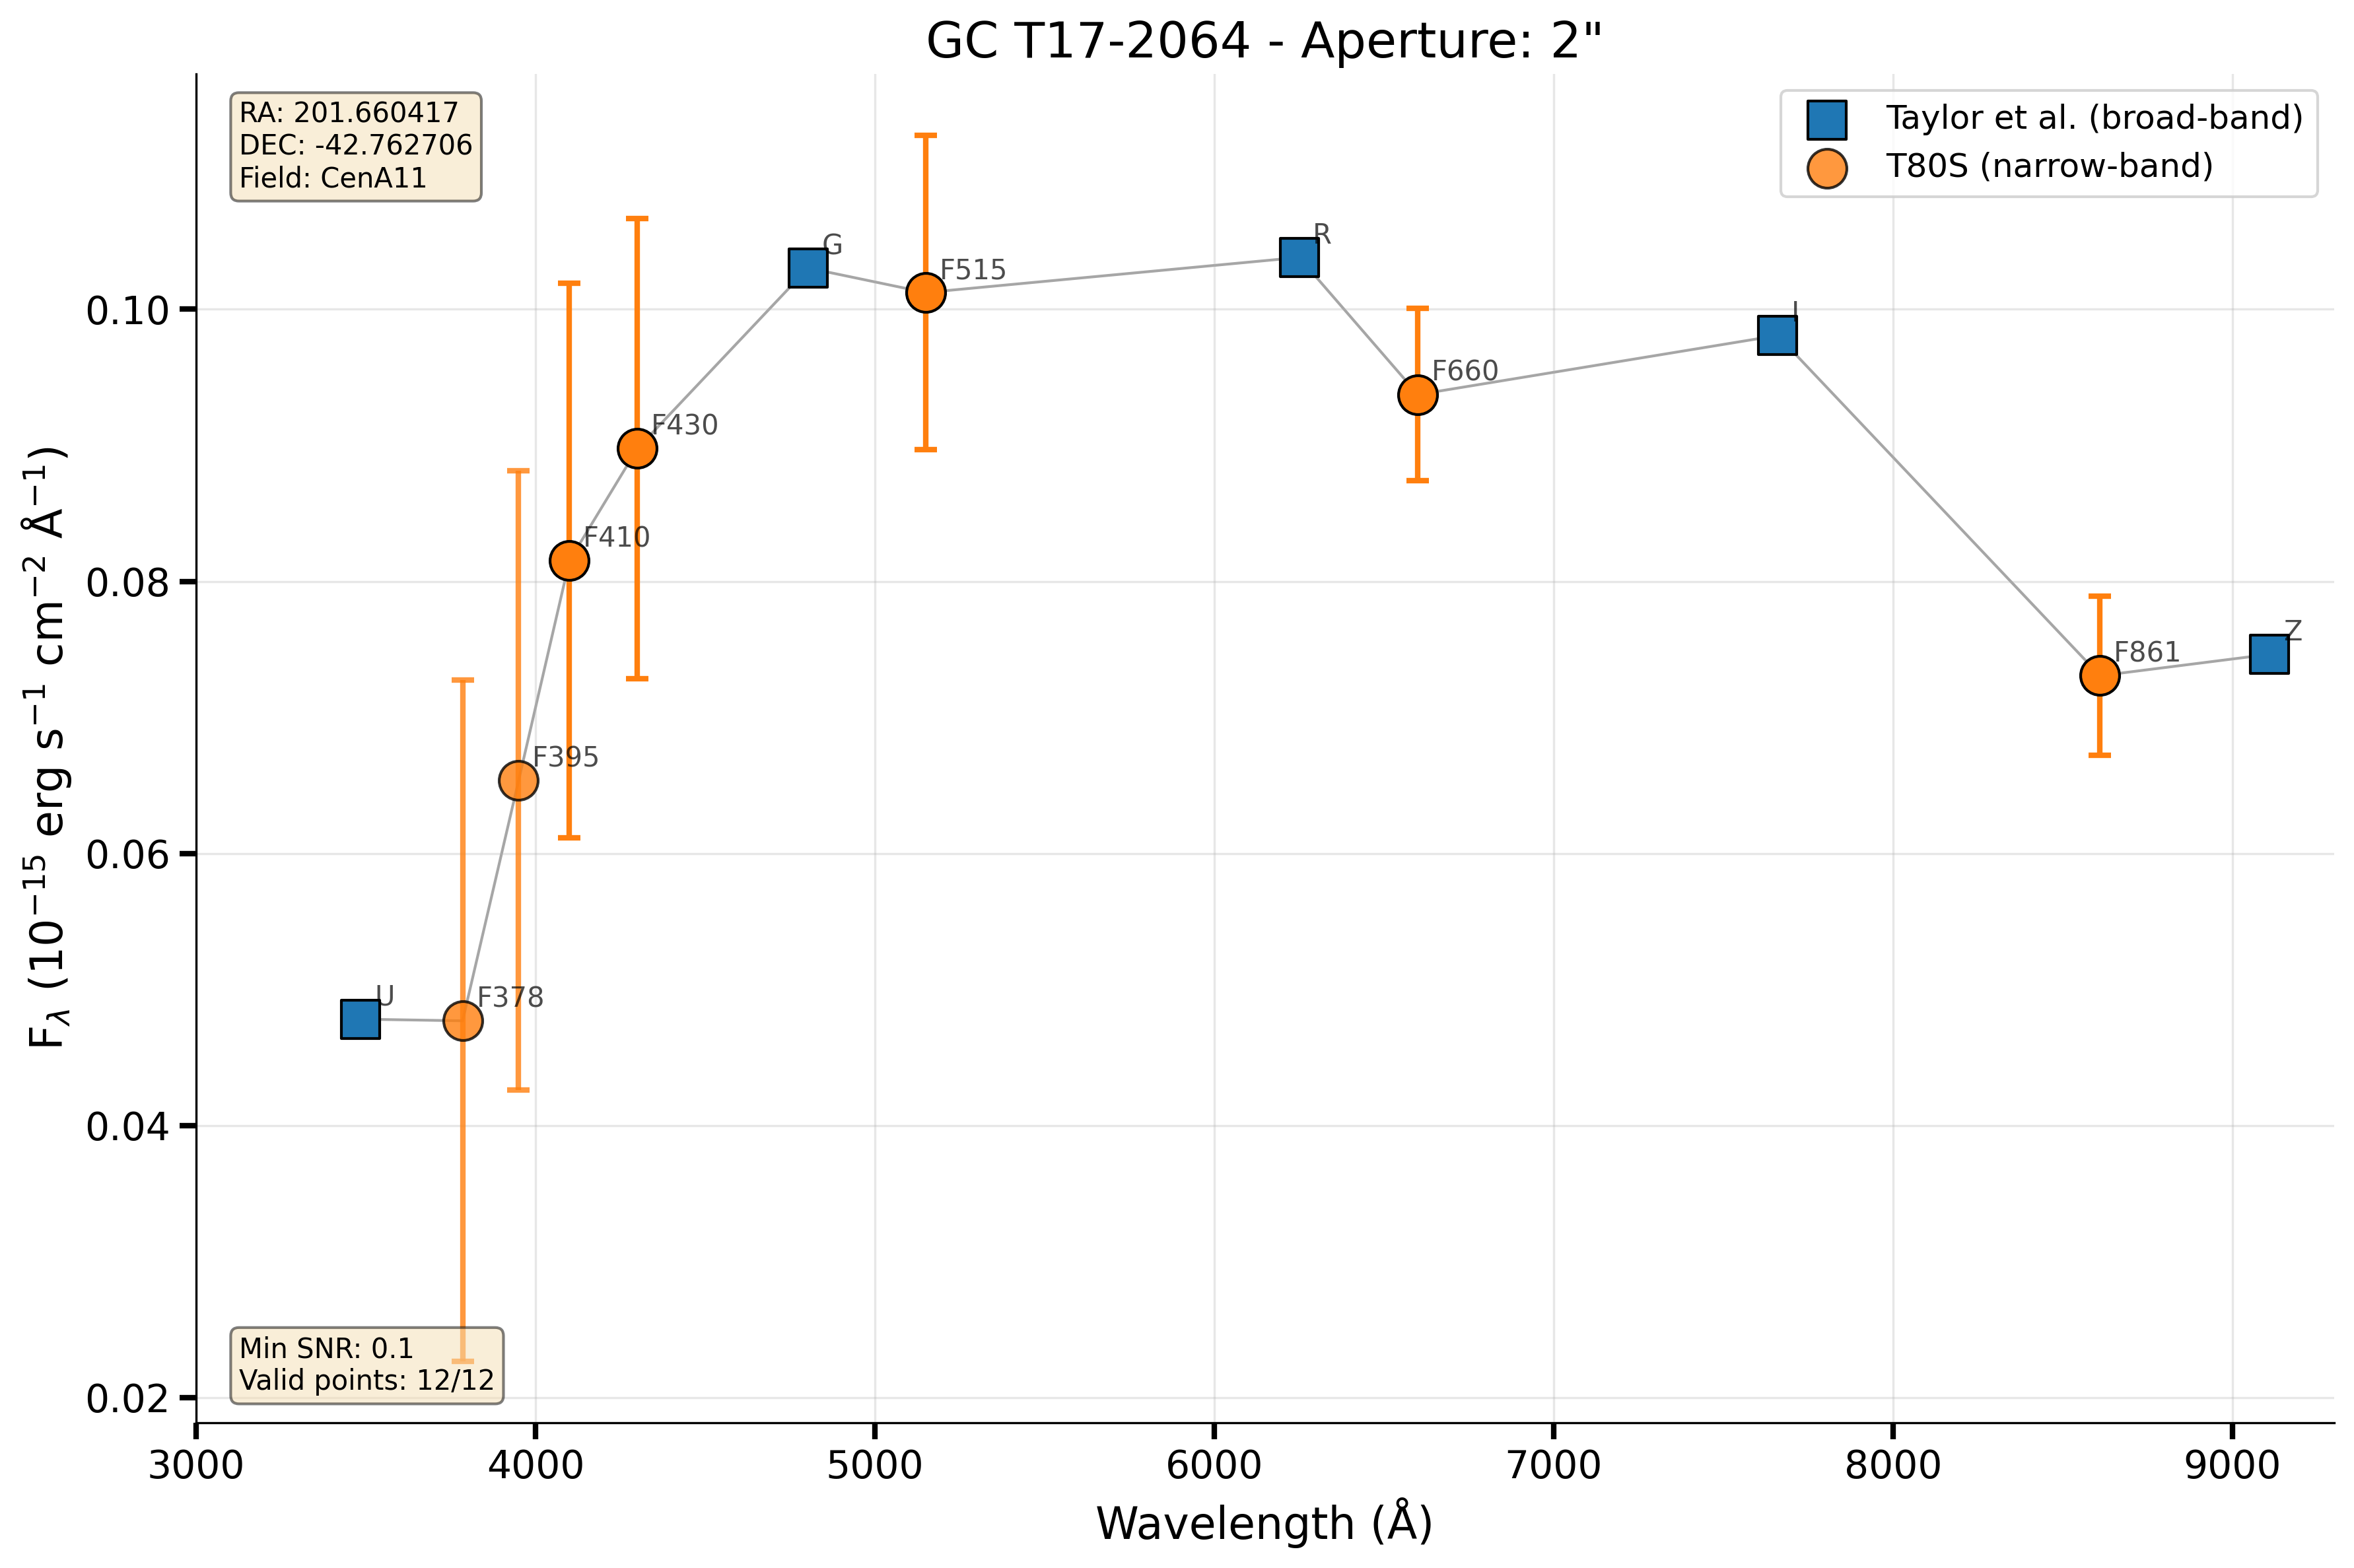 GC T17-2064 - Aperture: 2"
RA: 201.660417
DEC: -42.762706
Field: CenA11
Taylor et al. (broad-band)
T80S (narrow-band)
G
F515
R
I
F660
F430
F410
F861
Z
F395
U
F378
Min SNR: 0.1
Valid points: 12/12
0.10
0.08
0.06
0.04
0.02
F_λ (10⁻¹⁵ erg s⁻¹ cm⁻² Å⁻¹)
3000 4000 5000 6000 7000 8000 9000
Wavelength (Å)